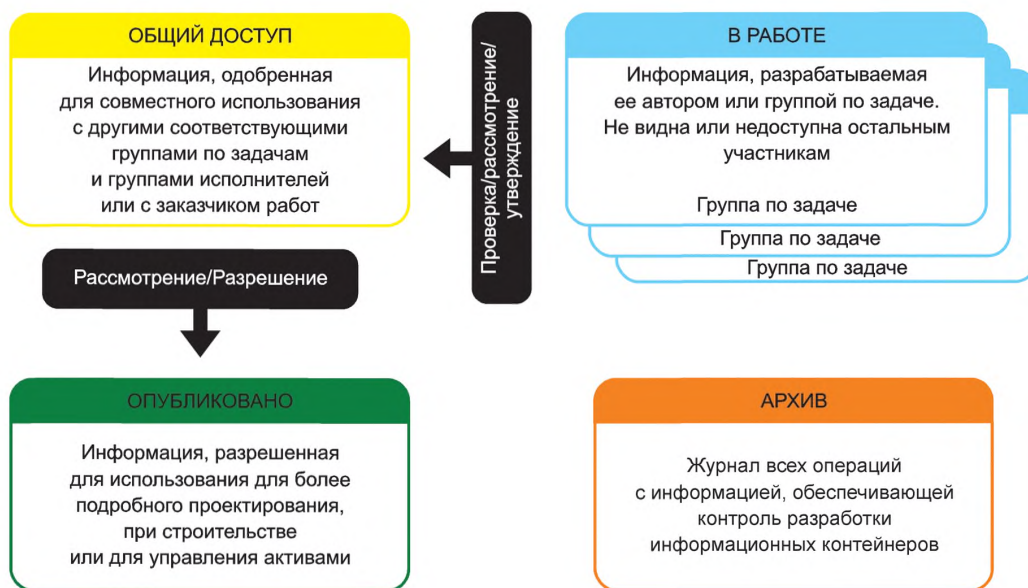 ОБЩИЙ ДОСТУП
Информация, одобренная
для совместного использования
с другими соответствующими
группами по задачам
и группами исполнителей
или с заказчиком работ
Проверка/рассмотрение/
утверждение
В РАБОТЕ
Информация, разрабатываемая
ее автором или группой по задаче.
Не видна или недоступна остальным
участникам
Группа по задаче
Группа по задаче
Группа по задаче
Рассмотрение/Разрешение
ОПУБЛИКОВАНО
Информация, разрешенная
для использования для более
подробного проектирования,
при строительстве
или для управления активами
АРХИВ
Журнал всех операций
с информацией, обеспечивающей
контроль разработки
информационных контейнеров